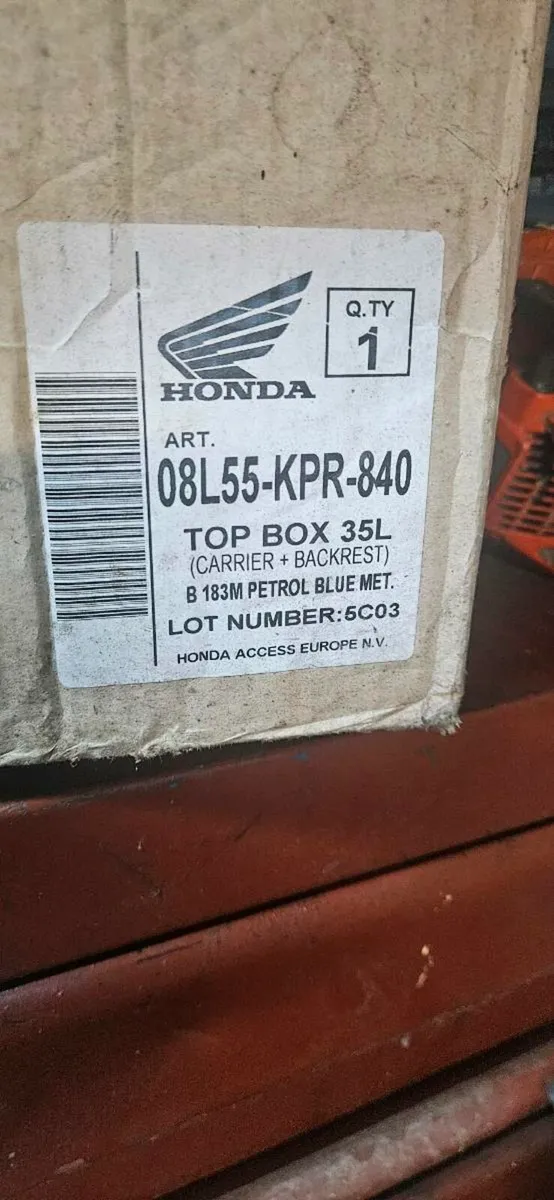 HONDA
Q.TY
1
ART.
08L55-KPR-840
TOP BOX 35L
(CARRIER + BACKREST)
B 183M PETROL BLUE MET.
LOT NUMBER:5C03
HONDA ACCESS EUROPE N.V.